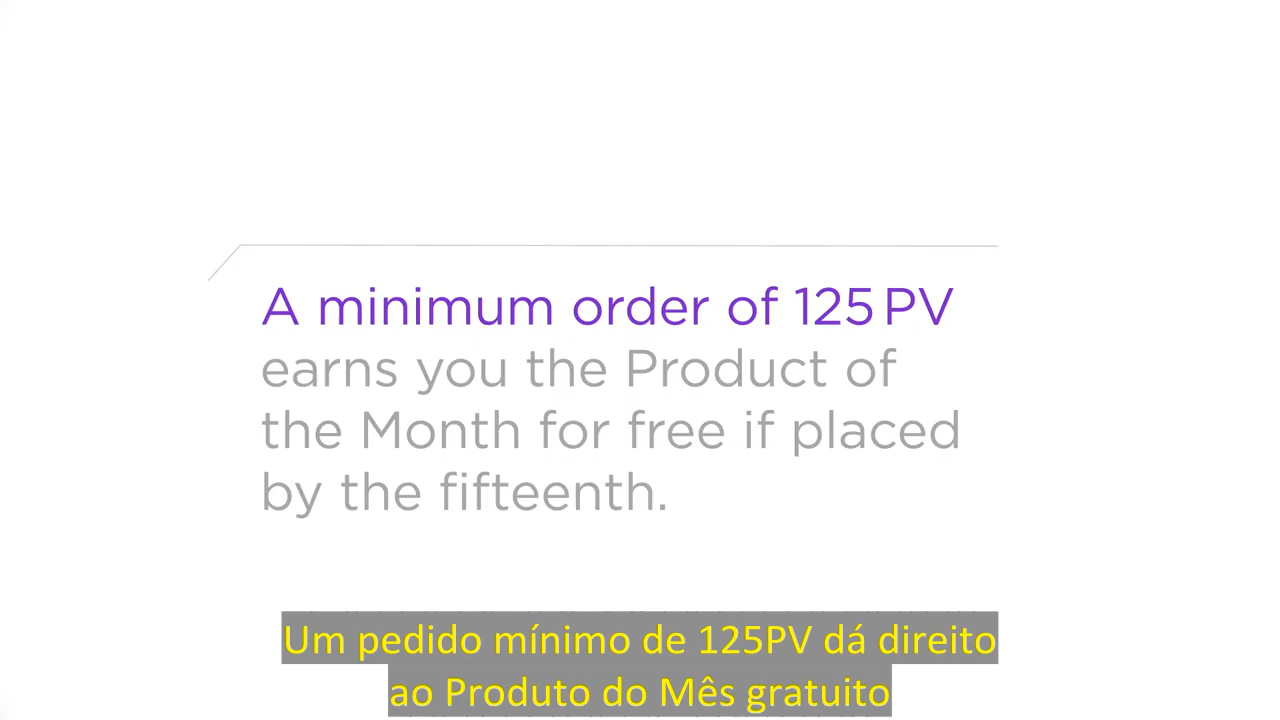 A minimum order of 125 PV
earns you the Product of
the Month for free if placed
by the fifteenth.
Um pedido mínimo de 125PV dá direito
ao Produto do Mês gratuito